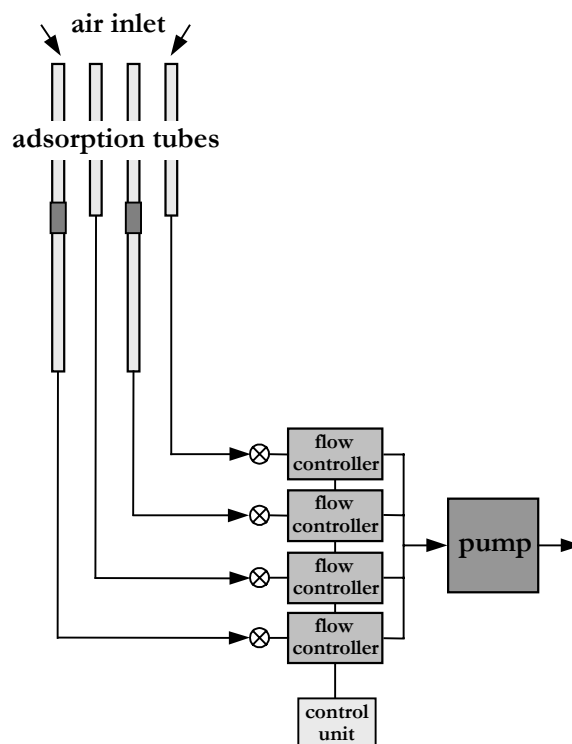 air inlet
adsorption tubes
flow
controller
flow
controller
pump
flow
controller
flow
controller
control
unit